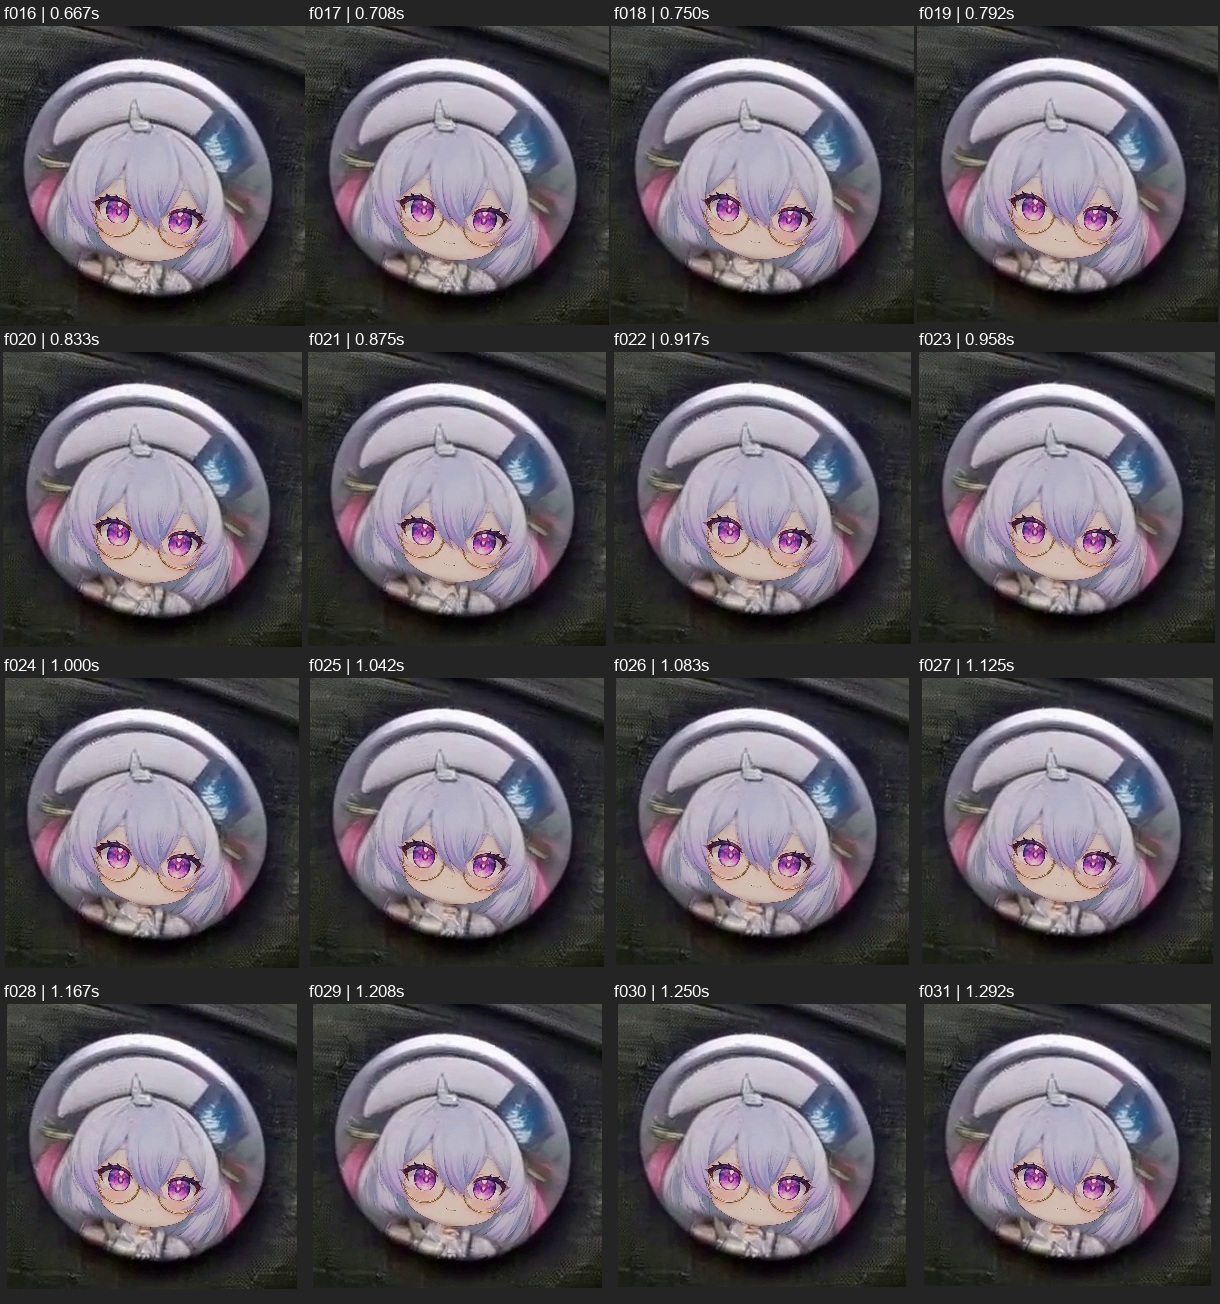 f016 | 0.667s
f017 | 0.708s
f018 | 0.750s
f019 | 0.792s
f020 | 0.833s
f021 | 0.875s
f022 | 0.917s
f023 | 0.958s
f024 | 1.000s
f025 | 1.042s
f026 | 1.083s
f027 | 1.125s
f028 | 1.167s
f029 | 1.208s
f030 | 1.250s
f031 | 1.292s